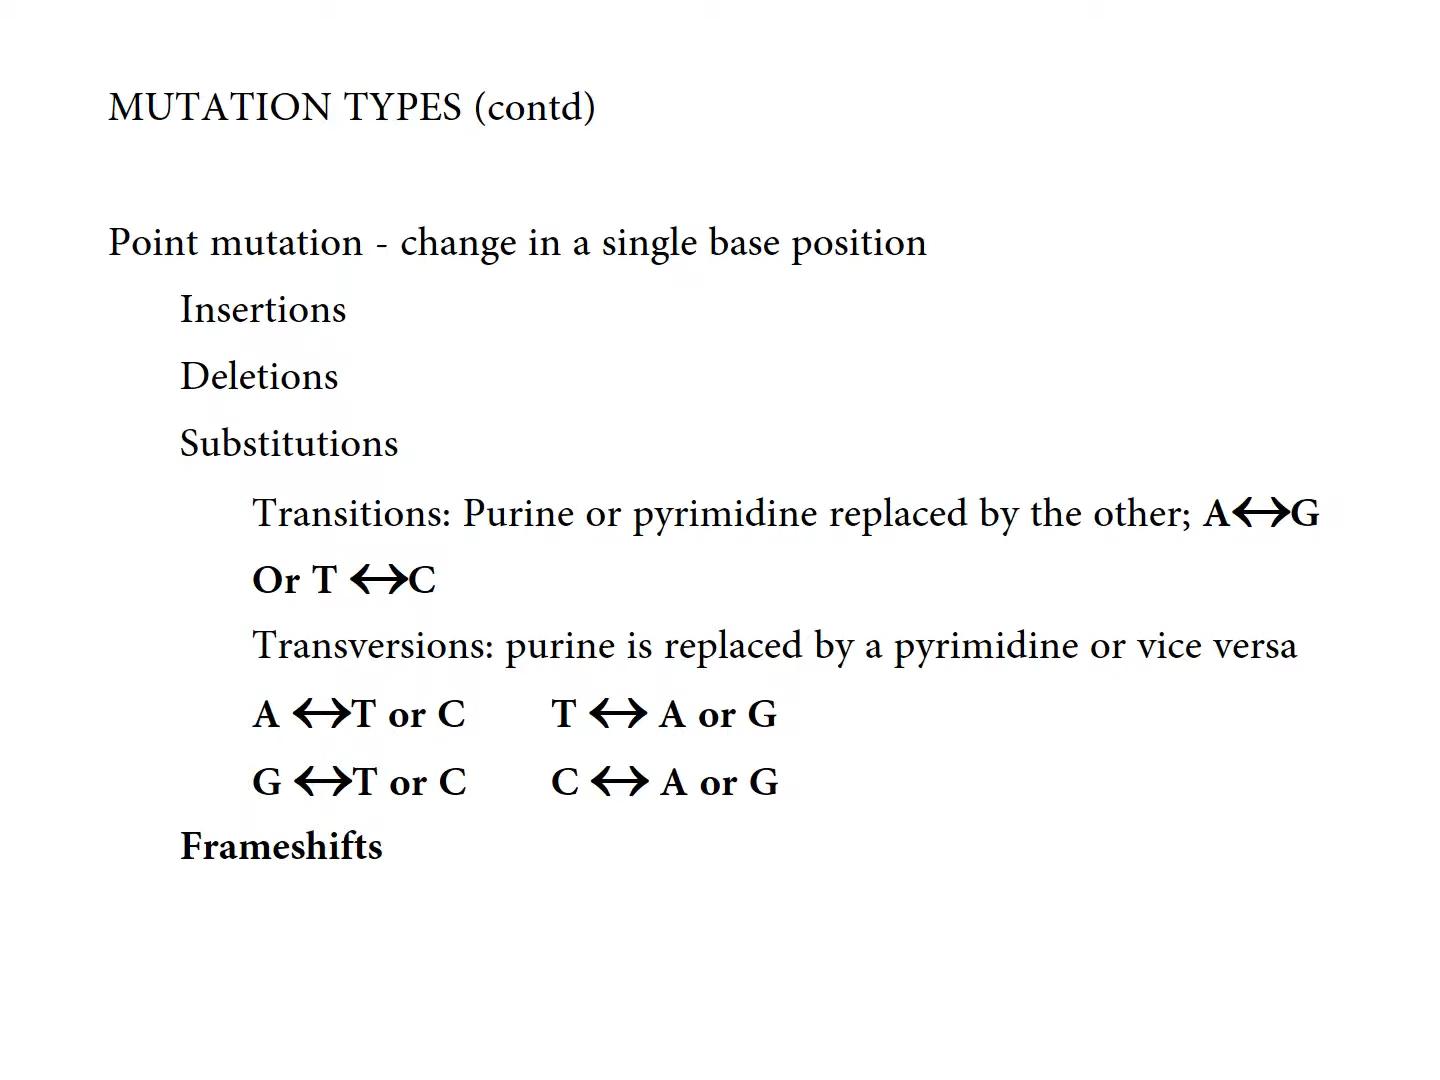 MUTATION TYPES (contd)
Point mutation - change in a single base position
Insertions
Deletions
Substitutions
Transitions: Purine or pyrimidine replaced by the other; A↔G
Or T ↔C
Transversions: purine is replaced by a pyrimidine or vice versa
A ↔T or C T ↔ A or G
G ↔T or C C ↔ A or G
Frameshifts